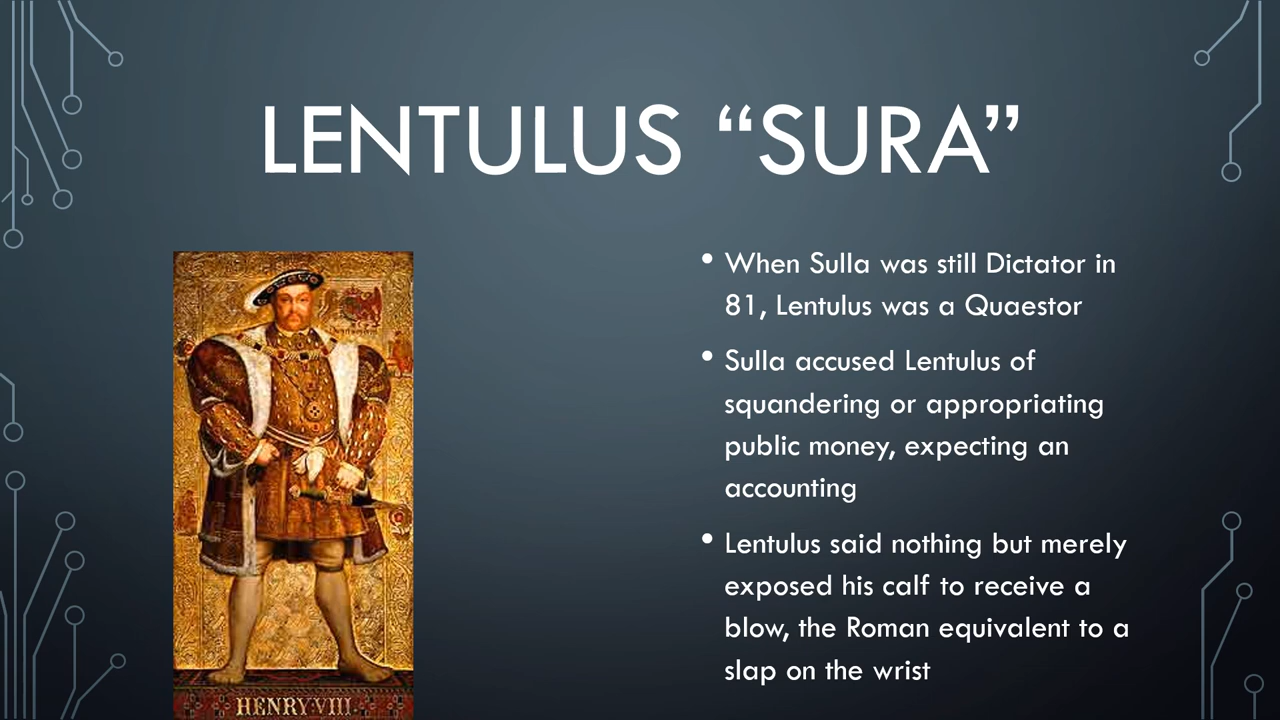 LENTULUS “SURA”
• When Sulla was still Dictator in
81, Lentulus was a Quaestor
• Sulla accused Lentulus of
squandering or appropriating
public money, expecting an
accounting
• Lentulus said nothing but merely
exposed his calf to receive a
blow, the Roman equivalent to a
slap on the wrist
HENRY·VIII·